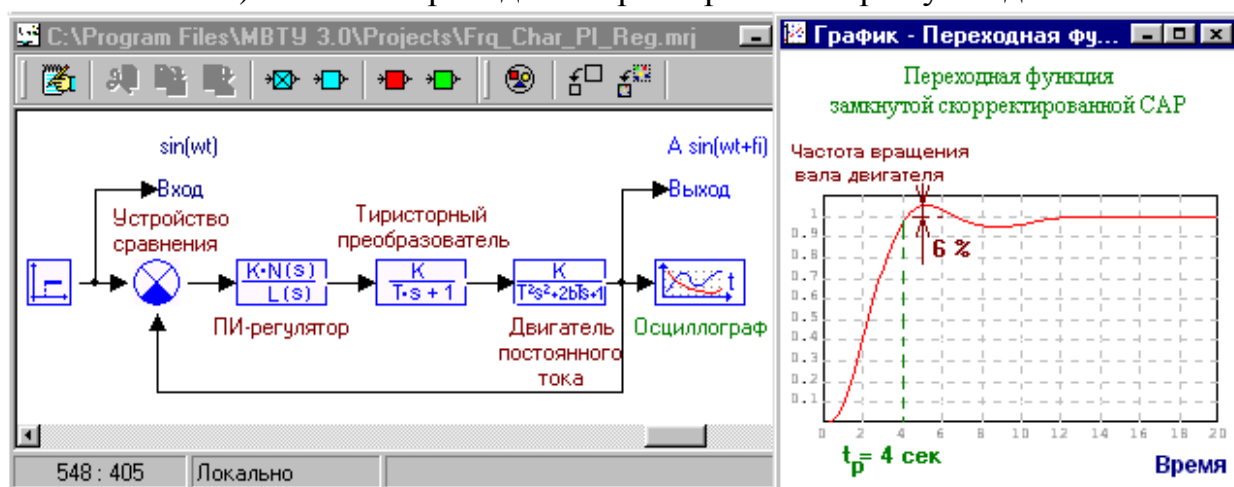 C:\Program Files\МВТУ 3.0\Projects\Frq_Char_PI_Reg.mrj
sin(wt)
A sin(wt+fi)
Вход
Выход
Устройство
сравнения
Тиристорный
преобразователь
K·N(s)
L(s)
K
T·s + 1
K
T²s²+2bTs+1
t
ПИ-регулятор
Двигатель
постоянного
тока
Осциллограф
548 : 405
Локально
График - Переходная фу...
Переходная функция
замкнутой скорректированной САР
Частота вращения
вала двигателя
1
0.9
0.8
0.7
0.6
0.5
0.4
0.3
0.2
0.1
6 %
0 2 4 6 8 10 12 14 16 18 20
tp= 4 сек
Время